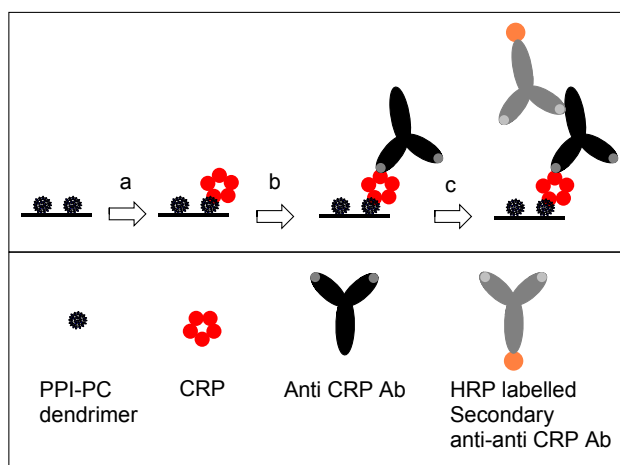 a
b
c
PPI-PC
dendrimer
CRP
Anti CRP Ab
HRP labelled
Secondary
anti-anti CRP Ab